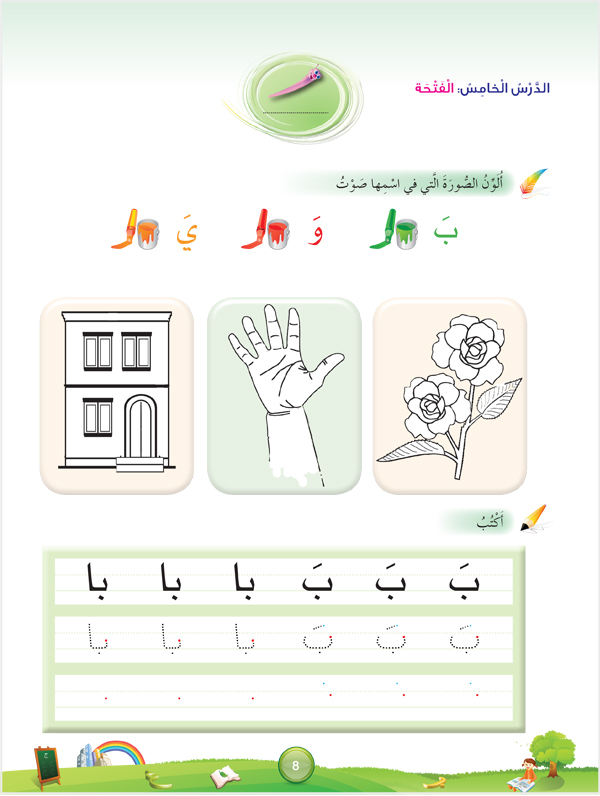 الدَّرْسُ الْخامِسُ: الْفَتْحَة
أُلَوِّنُ الصُّورَةَ الَّتي في اسْمِها صَوْتُ
بَ وَ يَ
أَكْتُبُ
بَ بَ بَ با با با
بَ بَ بَ با با با
8